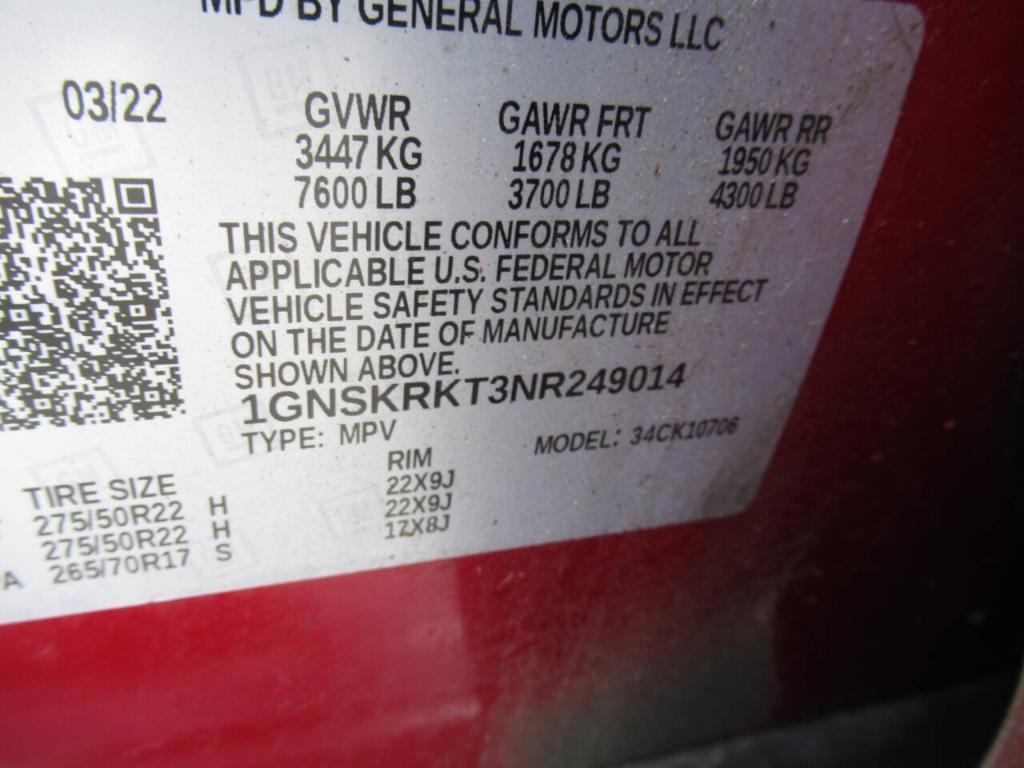 MFD BY GENERAL MOTORS LLC
03/22
GVWR GAWR FRT GAWR RR
3447 KG 1678 KG 1950 KG
7600 LB 3700 LB 4300 LB
THIS VEHICLE CONFORMS TO ALL
APPLICABLE U.S. FEDERAL MOTOR
VEHICLE SAFETY STANDARDS IN EFFECT
ON THE DATE OF MANUFACTURE
SHOWN ABOVE.
1GNSKRKT3NR249014
TYPE: MPV MODEL: 34CK10706
TIRE SIZE RIM
275/50R22 H 22X9J
275/50R22 H 22X9J
265/70R17 S 17X8J